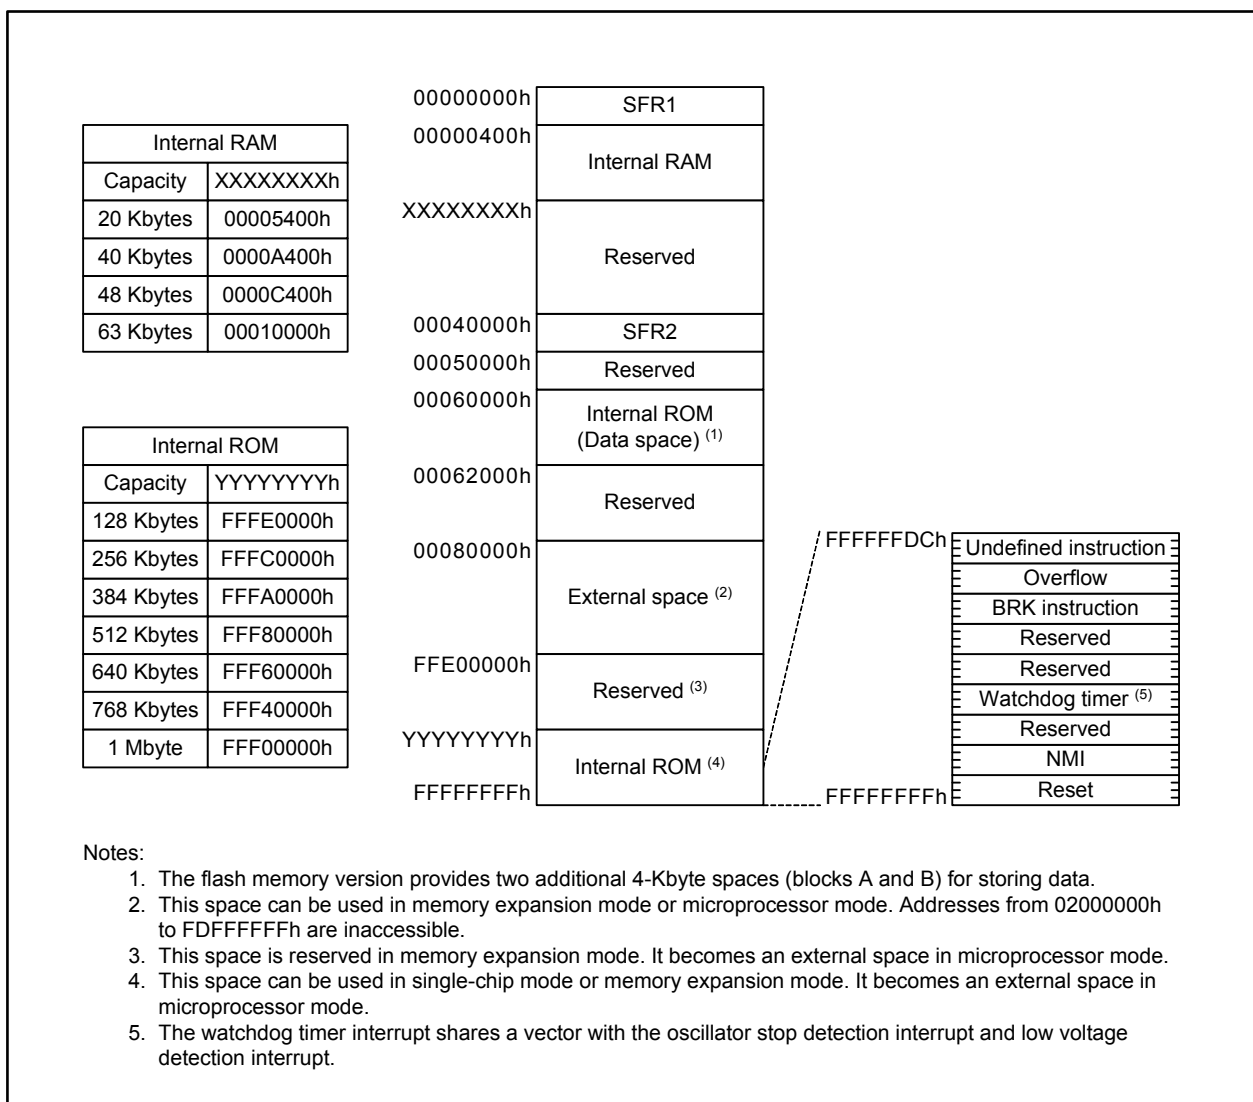 Internal RAM
Capacity XXXXXXXXh
20 Kbytes 00005400h
40 Kbytes 0000A400h
48 Kbytes 0000C400h
63 Kbytes 00010000h
Internal ROM
Capacity YYYYYYYYh
128 Kbytes FFFE0000h
256 Kbytes FFFC0000h
384 Kbytes FFFA0000h
512 Kbytes FFF80000h
640 Kbytes FFF60000h
768 Kbytes FFF40000h
1 Mbyte FFF00000h
00000000h
SFR1
00000400h
Internal RAM
XXXXXXXXh
Reserved
00040000h
SFR2
00050000h
Reserved
00060000h
Internal ROM
(Data space) (1)
00062000h
Reserved
00080000h
External space (2)
FFE00000h
Reserved (3)
YYYYYYYYh
Internal ROM (4)
FFFFFFFFh
FFFFFFDCh
Undefined instruction
Overflow
BRK instruction
Reserved
Reserved
Watchdog timer (5)
Reserved
NMI
Reset
FFFFFFFFh
Notes:
1. The flash memory version provides two additional 4-Kbyte spaces (blocks A and B) for storing data.
2. This space can be used in memory expansion mode or microprocessor mode. Addresses from 02000000h
to FDFFFFFFh are inaccessible.
3. This space is reserved in memory expansion mode. It becomes an external space in microprocessor mode.
4. This space can be used in single-chip mode or memory expansion mode. It becomes an external space in
microprocessor mode.
5. The watchdog timer interrupt shares a vector with the oscillator stop detection interrupt and low voltage
detection interrupt.